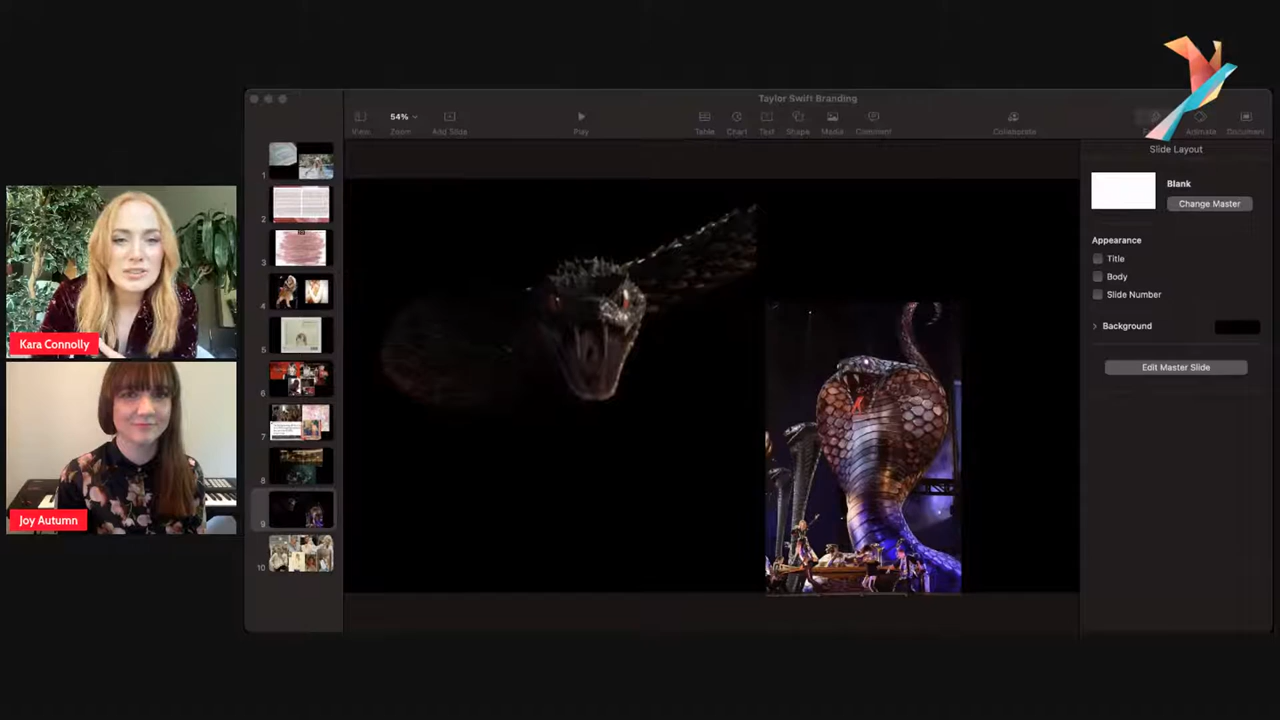 Taylor Swift Branding
54%
View
Zoom
Add Slide
Play
Table
Chart
Text
Shape
Media
Comment
Collaborate
Animate
Document
Slide Layout
Blank
Change Master
Appearance
Title
Body
Slide Number
Background
Edit Master Slide
1
2
3
4
5
6
7
8
9
10
Kara Connolly
Joy Autumn